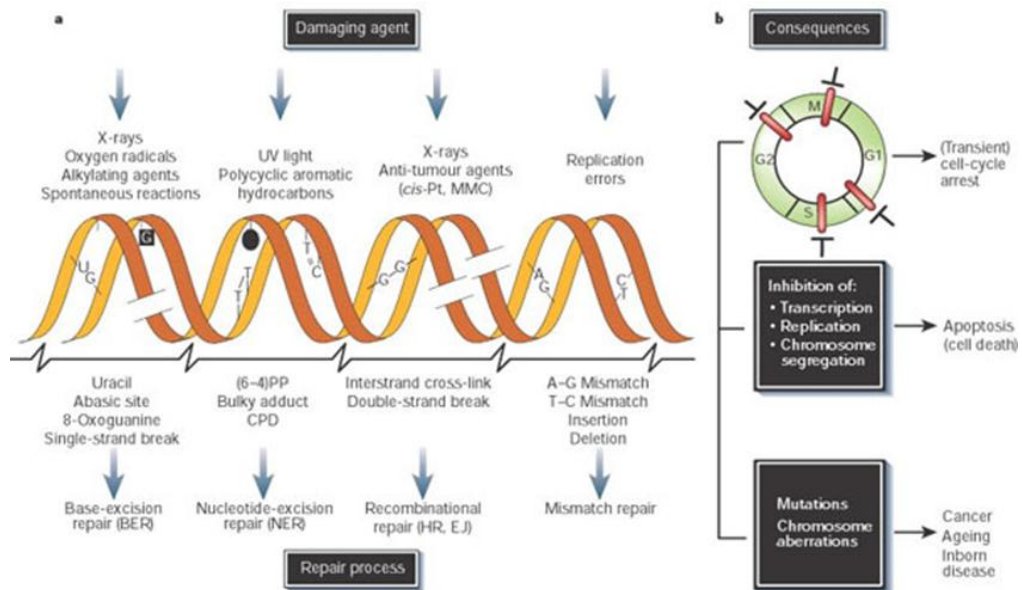 a
Damaging agent
X-rays
Oxygen radicals
Alkylating agents
Spontaneous reactions
UV light
Polycyclic aromatic
hydrocarbons
X-rays
Anti-tumour agents
(cis-Pt, MMC)
Replication
errors
U
G
G
T
T
T
C
G
G
A
G
C
T
Uracil
Abasic site
8-Oxoguanine
Single-strand break
(6–4)PP
Bulky adduct
CPD
Interstrand cross-link
Double-strand break
A–G Mismatch
T–C Mismatch
Insertion
Deletion
Base-excision
repair (BER)
Nucleotide-excision
repair (NER)
Recombinational
repair (HR, EJ)
Mismatch repair
Repair process
b
Consequences
M
G2
G1
S
(Transient)
cell-cycle
arrest
Inhibition of:
• Transcription
• Replication
• Chromosome
segregation
Apoptosis
(cell death)
Mutations
Chromosome
aberrations
Cancer
Ageing
Inborn
disease